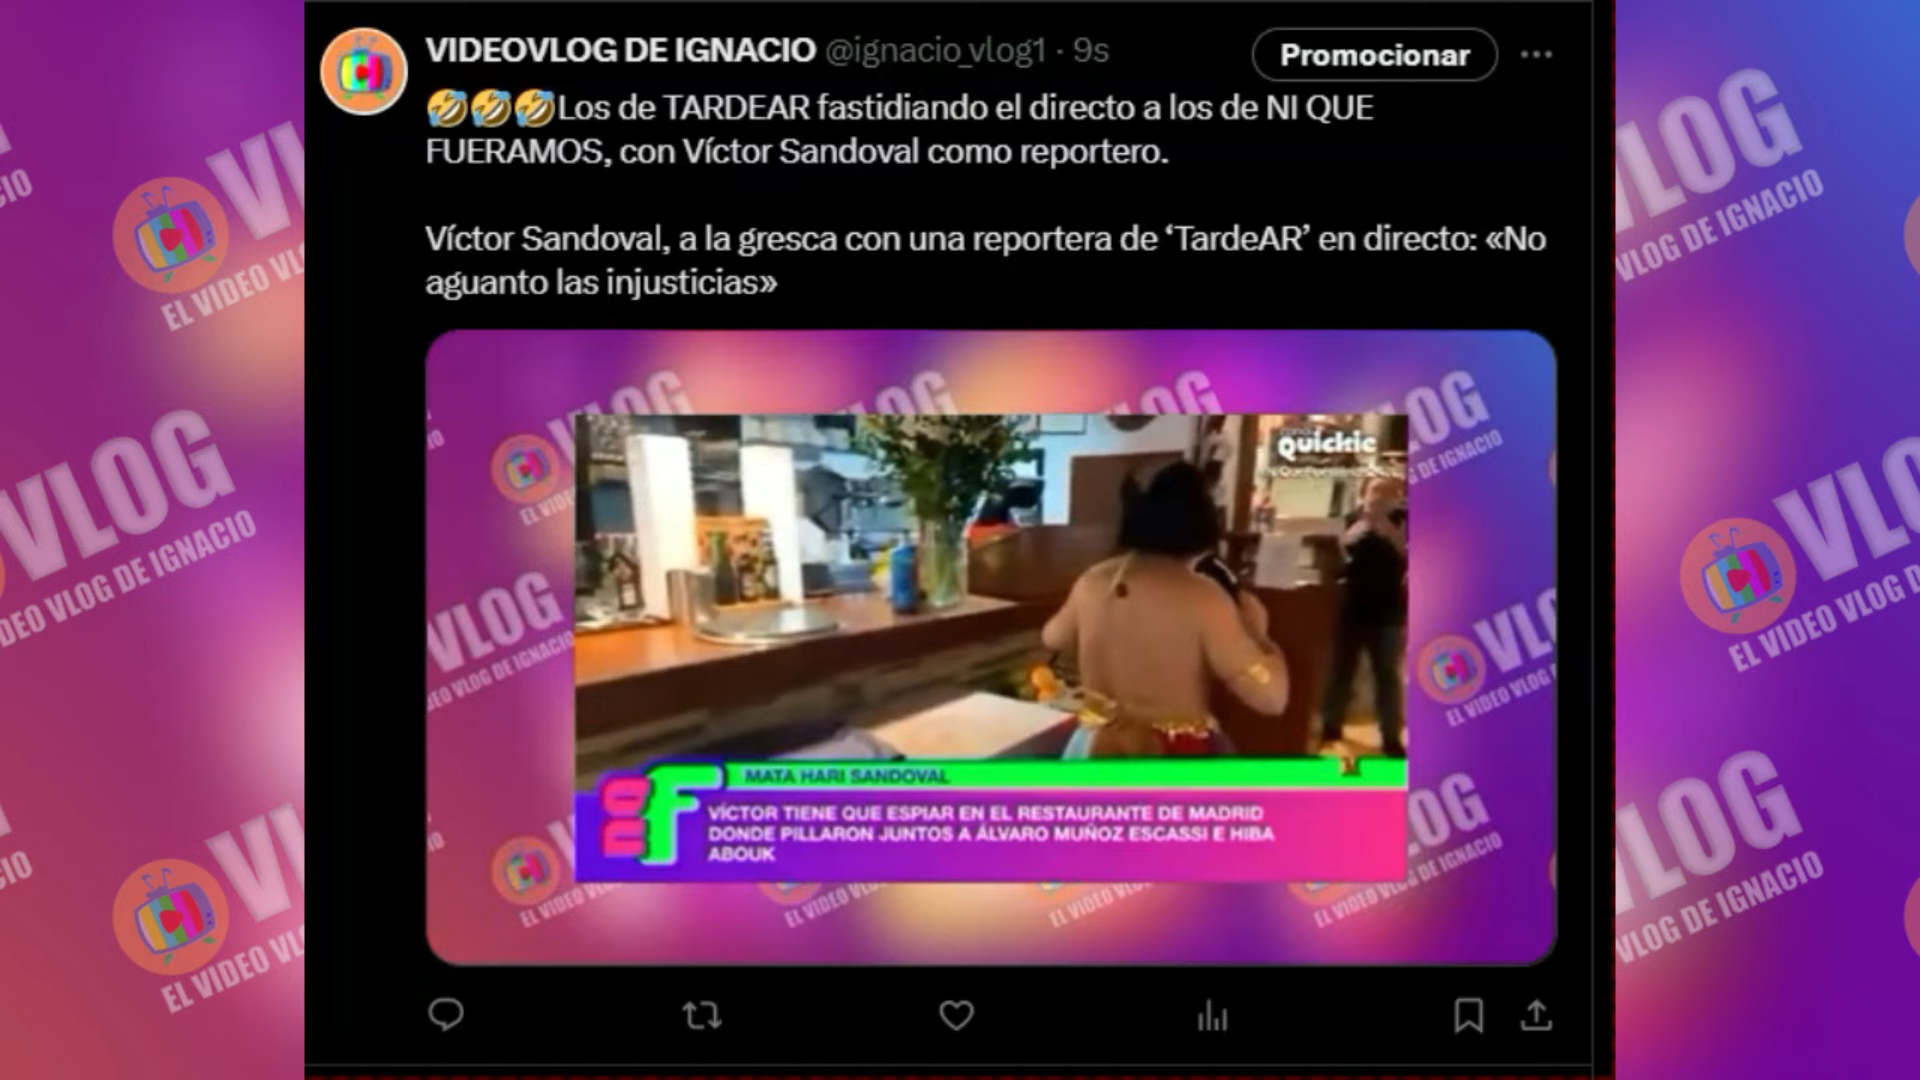 VIDEOVLOG DE IGNACIO @ignacio_vlog1 · 9s
Promocionar
🤣🤣🤣Los de TARDEAR fastidiando el directo a los de NI QUE
FUERAMOS, con Víctor Sandoval como reportero.
Víctor Sandoval, a la gresca con una reportera de ‘TardeAR’ en directo: «No
aguanto las injusticias»
quickie
MATA HARI SANDOVAL
VÍCTOR TIENE QUE ESPIAR EN EL RESTAURANTE DE MADRID
DONDE PILLARON JUNTOS A ÁLVARO MUÑOZ ESCASSI E HIBA
ABOUK
VLOG
EL VIDEO VLOG DE IGNACIO